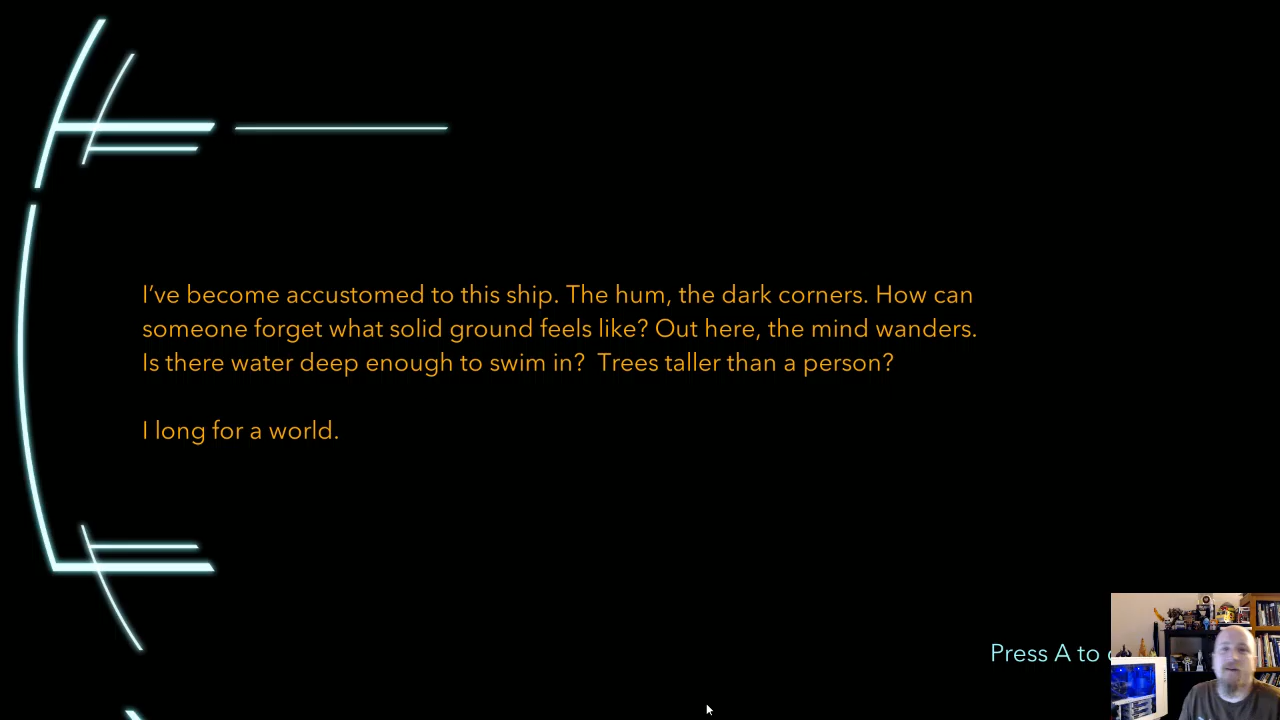 I've become accustomed to this ship. The hum, the dark corners. How can
someone forget what solid ground feels like? Out here, the mind wanders.
Is there water deep enough to swim in?  Trees taller than a person?
I long for a world.
Press A to